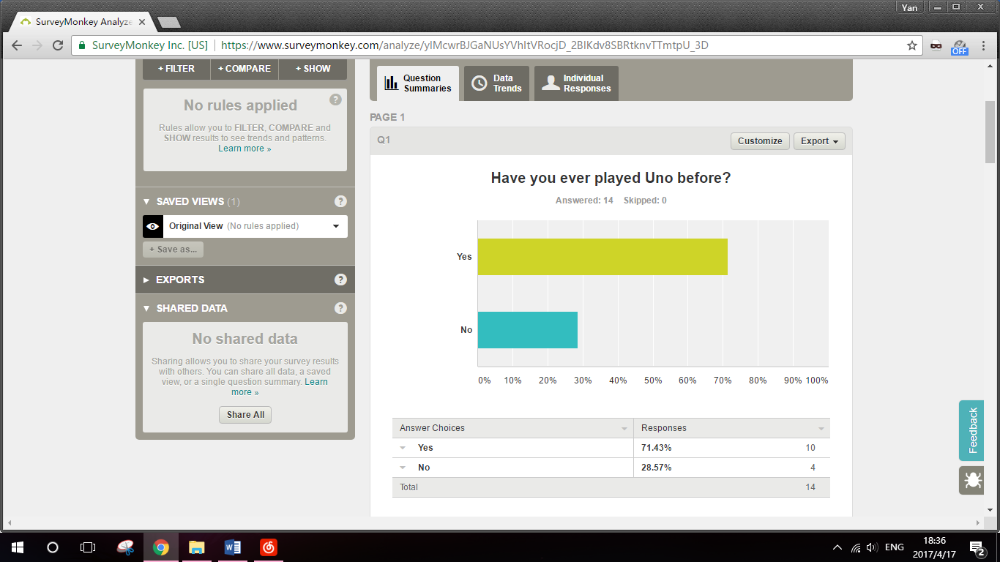 Yan
SurveyMonkey Analyze
SurveyMonkey Inc. [US]
https://www.surveymonkey.com/analyze/yIMcwrBJGaNUsYVhItVRocjD_2BIKdv8SBRtknvTTmtpU_3D
OFF
+ FILTER
+ COMPARE
+ SHOW
No rules applied
?
Rules allow you to FILTER, COMPARE and
SHOW results to see trends and patterns.
Learn more »
SAVED VIEWS (1)
?
Original View (No rules applied)
+ Save as...
EXPORTS
?
SHARED DATA
?
No shared data
Sharing allows you to share your survey results
with others. You can share all data, a saved
view, or a single question summary. Learn
more »
Share All
Question
Summaries
Data
Trends
Individual
Responses
PAGE 1
Q1
Customize
Export
Have you ever played Uno before?
Answered: 14 Skipped: 0
Yes
No
0% 10% 20% 30% 40% 50% 60% 70% 80% 90% 100%
Answer Choices Responses
Yes 71.43% 10
No 28.57% 4
Total 14
Feedback
ENG
18:36
2017/4/17
2